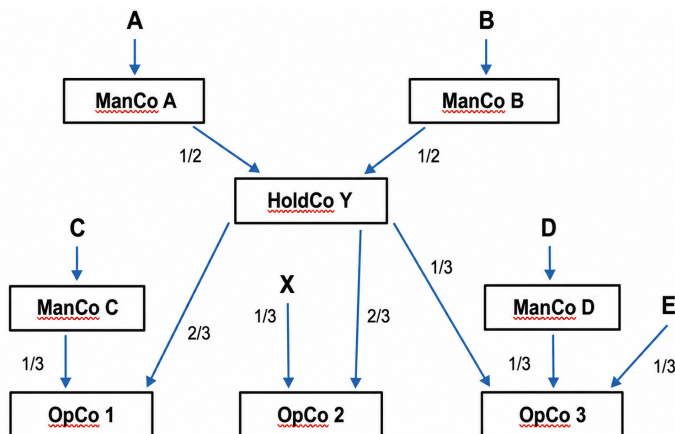 A
B
ManCo A
ManCo B
1/2
1/2
HoldCo Y
C
D
1/3
X
ManCo C
ManCo D
E
1/3
2/3
2/3
1/3
1/3
1/3
OpCo 1
OpCo 2
OpCo 3